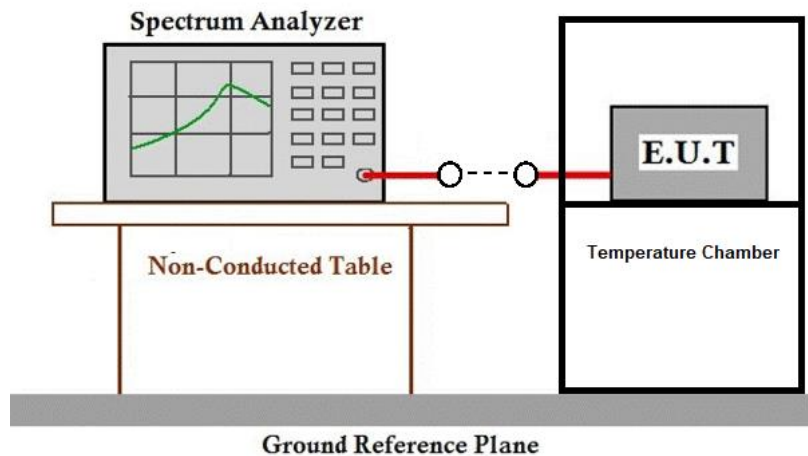 Spectrum Analyzer
E.U.T
Temperature Chamber
Non-Conducted Table
Ground Reference Plane